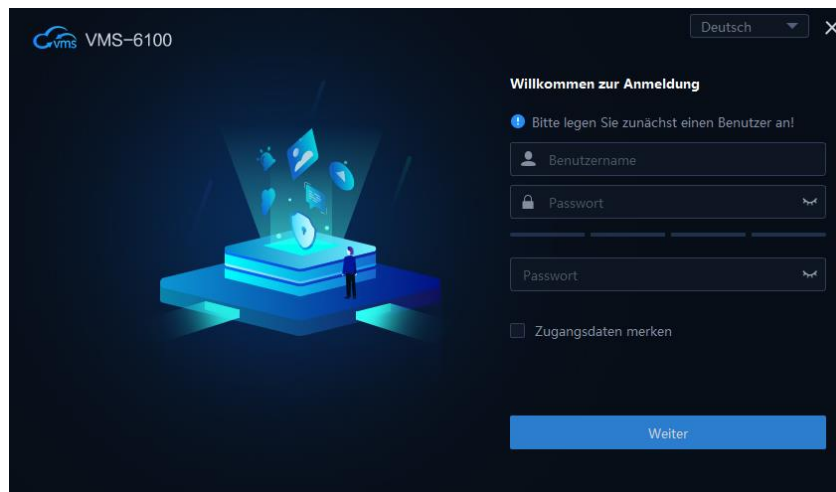 vms VMS-6100
Deutsch
Willkommen zur Anmeldung
Bitte legen Sie zunächst einen Benutzer an!
Benutzername
Passwort
Passwort
Zugangsdaten merken
Weiter